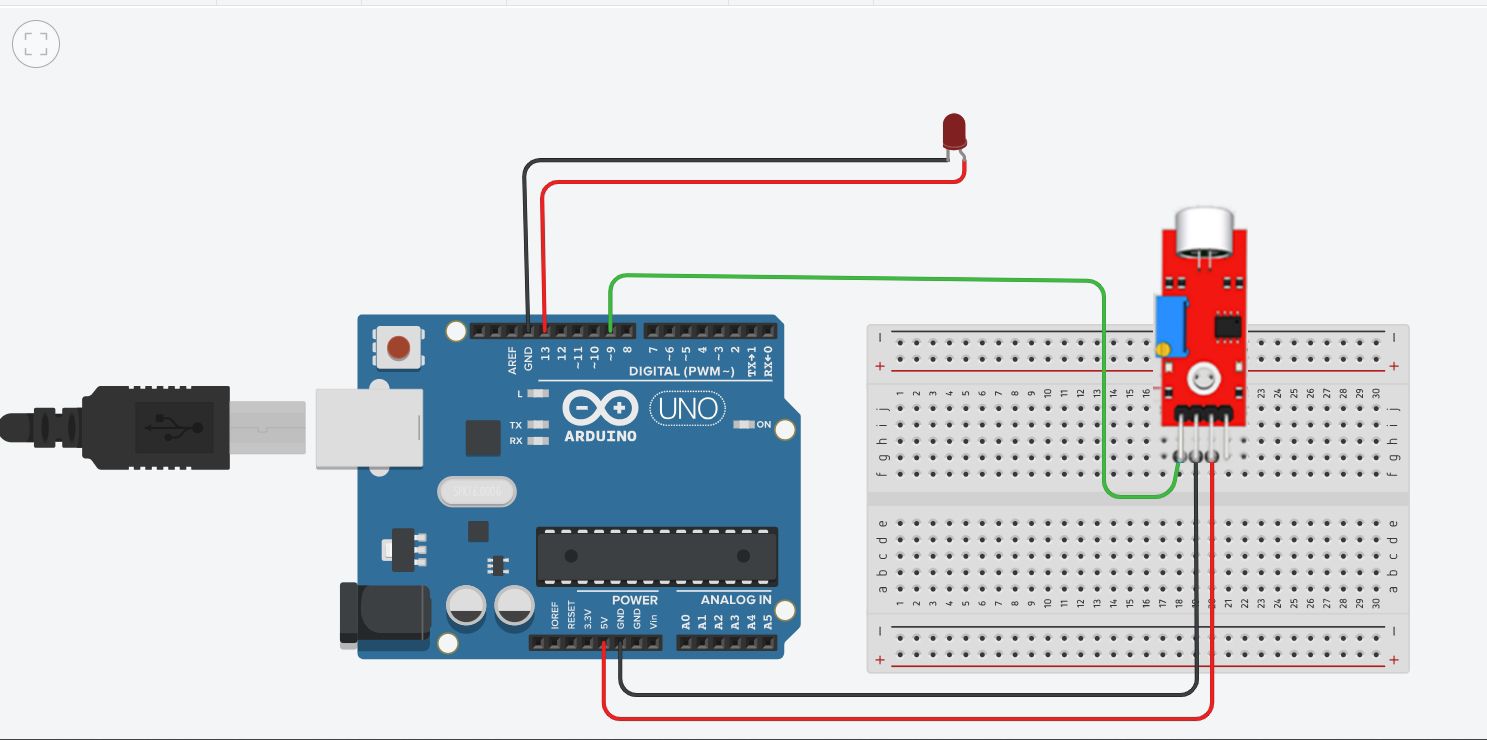 AREF
GND
13
12
~11
~10
~9
8
7
~6
~5
4
~3
2
TX→1
RX←0
DIGITAL (PWM~)
L
TX
RX
UNO
ARDUINO
ON
SPK16.000G
IOREF
RESET
3.3V
5V
GND
GND
Vin
POWER
ANALOG IN
A0
A1
A2
A3
A4
A5
− −
+ +
1 2 3 4 5 6 7 8 9 10 11 12 13 14 15 16 23 24 25 26 27 28 29 30
j j
i i
h h
g g
f f
e e
d d
c c
b b
a a
1 2 3 4 5 6 7 8 9 10 11 12 13 14 15 16 17 18 19 21 22 23 24 25 26 27 28 29 30
− −
+ +